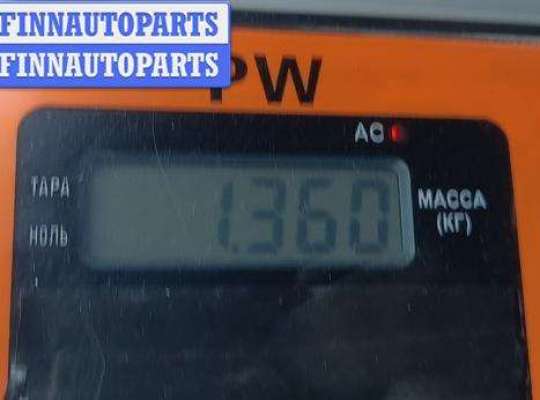 FINNAUTOPARTS
FINNAUTOPARTS
PW
AC
ТАРА
1.360
МАССА
(КГ)
НОЛЬ